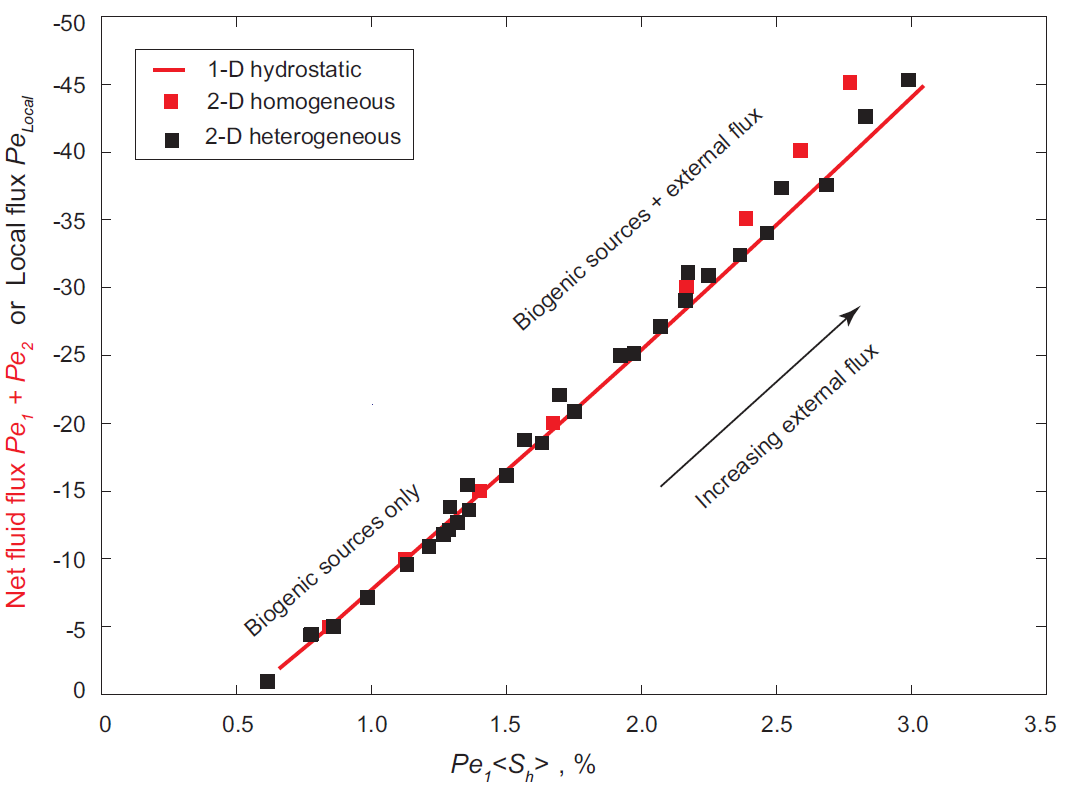 -50
-45
-40
-35
-30
-25
-20
-15
-10
-5
0
Net fluid flux Pe1 + Pe2 or Local flux PeLocal
1-D hydrostatic
2-D homogeneous
2-D heterogeneous
Biogenic sources + external flux
Increasing external flux
Biogenic sources only
0 0.5 1.0 1.5 2.0 2.5 3.0 3.5
Pe1<Sh> , %